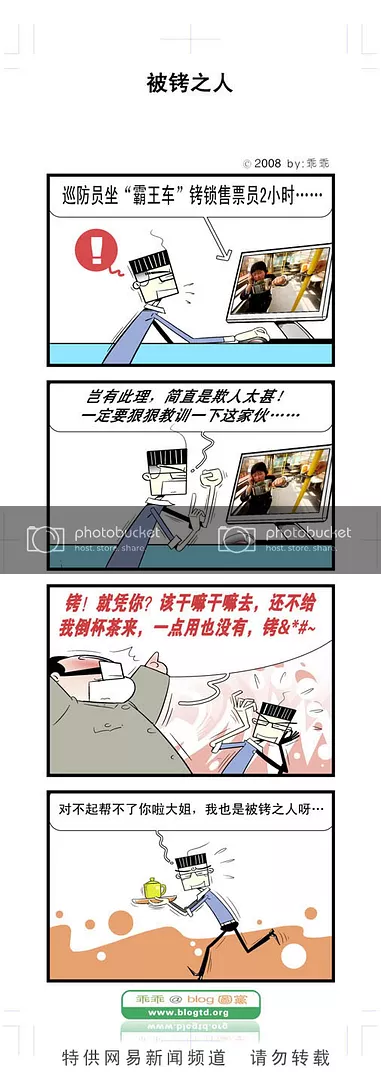 被铐之人
© 2008 by:乖乖
巡防员坐“霸王车”铐锁售票员2小时……
!
岂有此理，简直是欺人太甚！
一定要狠狠教训一下这家伙……
photobucket
host. store. share.
photobucket
host. store. share.
铐！就凭你？该干嘛干嘛去，还不给
我倒杯茶来，一点用也没有，铐&*#~
对不起帮不了你啦大姐，我也是被铐之人呀…
乖乖@blog圖黨
www.blogtd.org
特供网易新闻频道 请勿转载